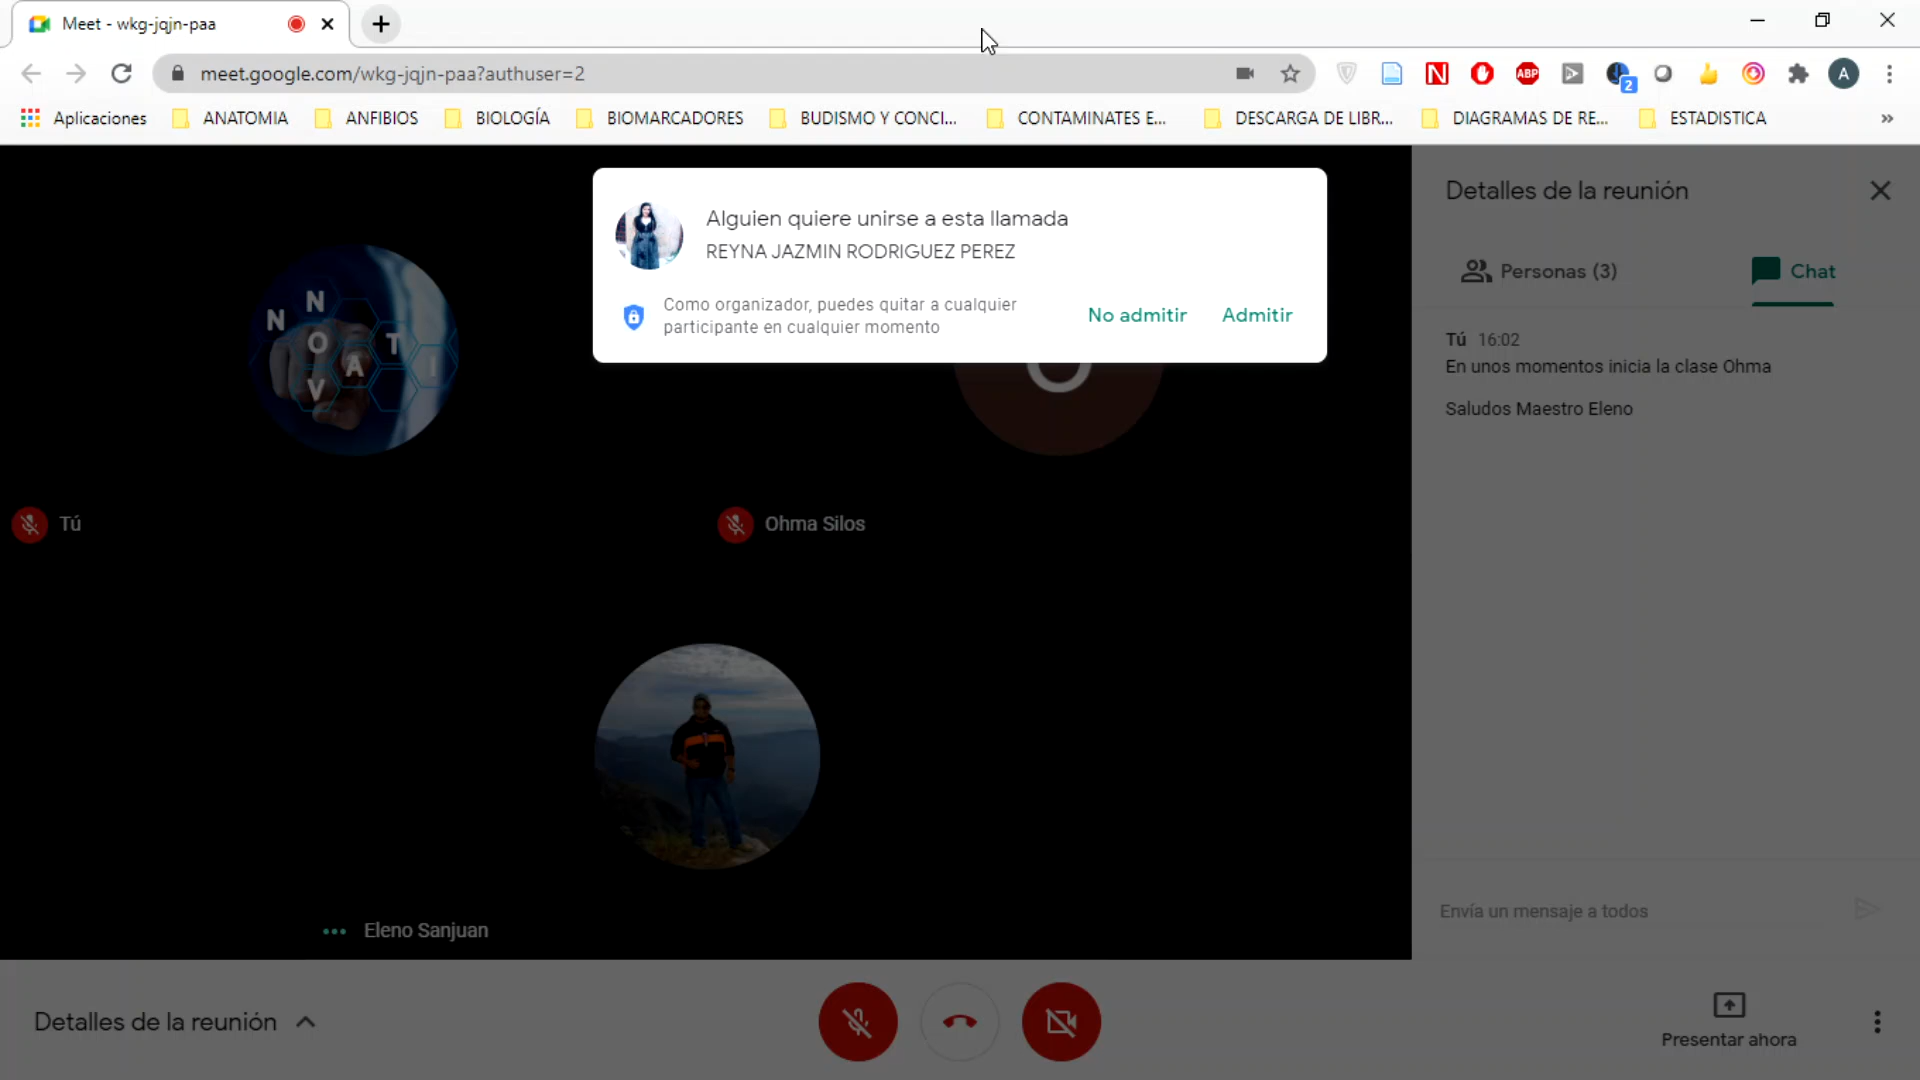 Meet - wkg-jqjn-paa
meet.google.com/wkg-jqjn-paa?authuser=2
ABP
2
A
Aplicaciones
ANATOMIA
ANFIBIOS
BIOLOGÍA
BIOMARCADORES
BUDISMO Y CONCI...
CONTAMINATES E...
DESCARGA DE LIBR...
DIAGRAMAS DE RE...
ESTADISTICA
»
Alguien quiere unirse a esta llamada
REYNA JAZMIN RODRIGUEZ PEREZ
Como organizador, puedes quitar a cualquier
participante en cualquier momento
No admitir
Admitir
N
N
O
V
A
T
I
Tú
Ohma Silos
Eleno Sanjuan
Detalles de la reunión
Personas (3)
Chat
Tú 16:02
En unos momentos inicia la clase Ohma
Saludos Maestro Eleno
Envía un mensaje a todos
Detalles de la reunión
Presentar ahora